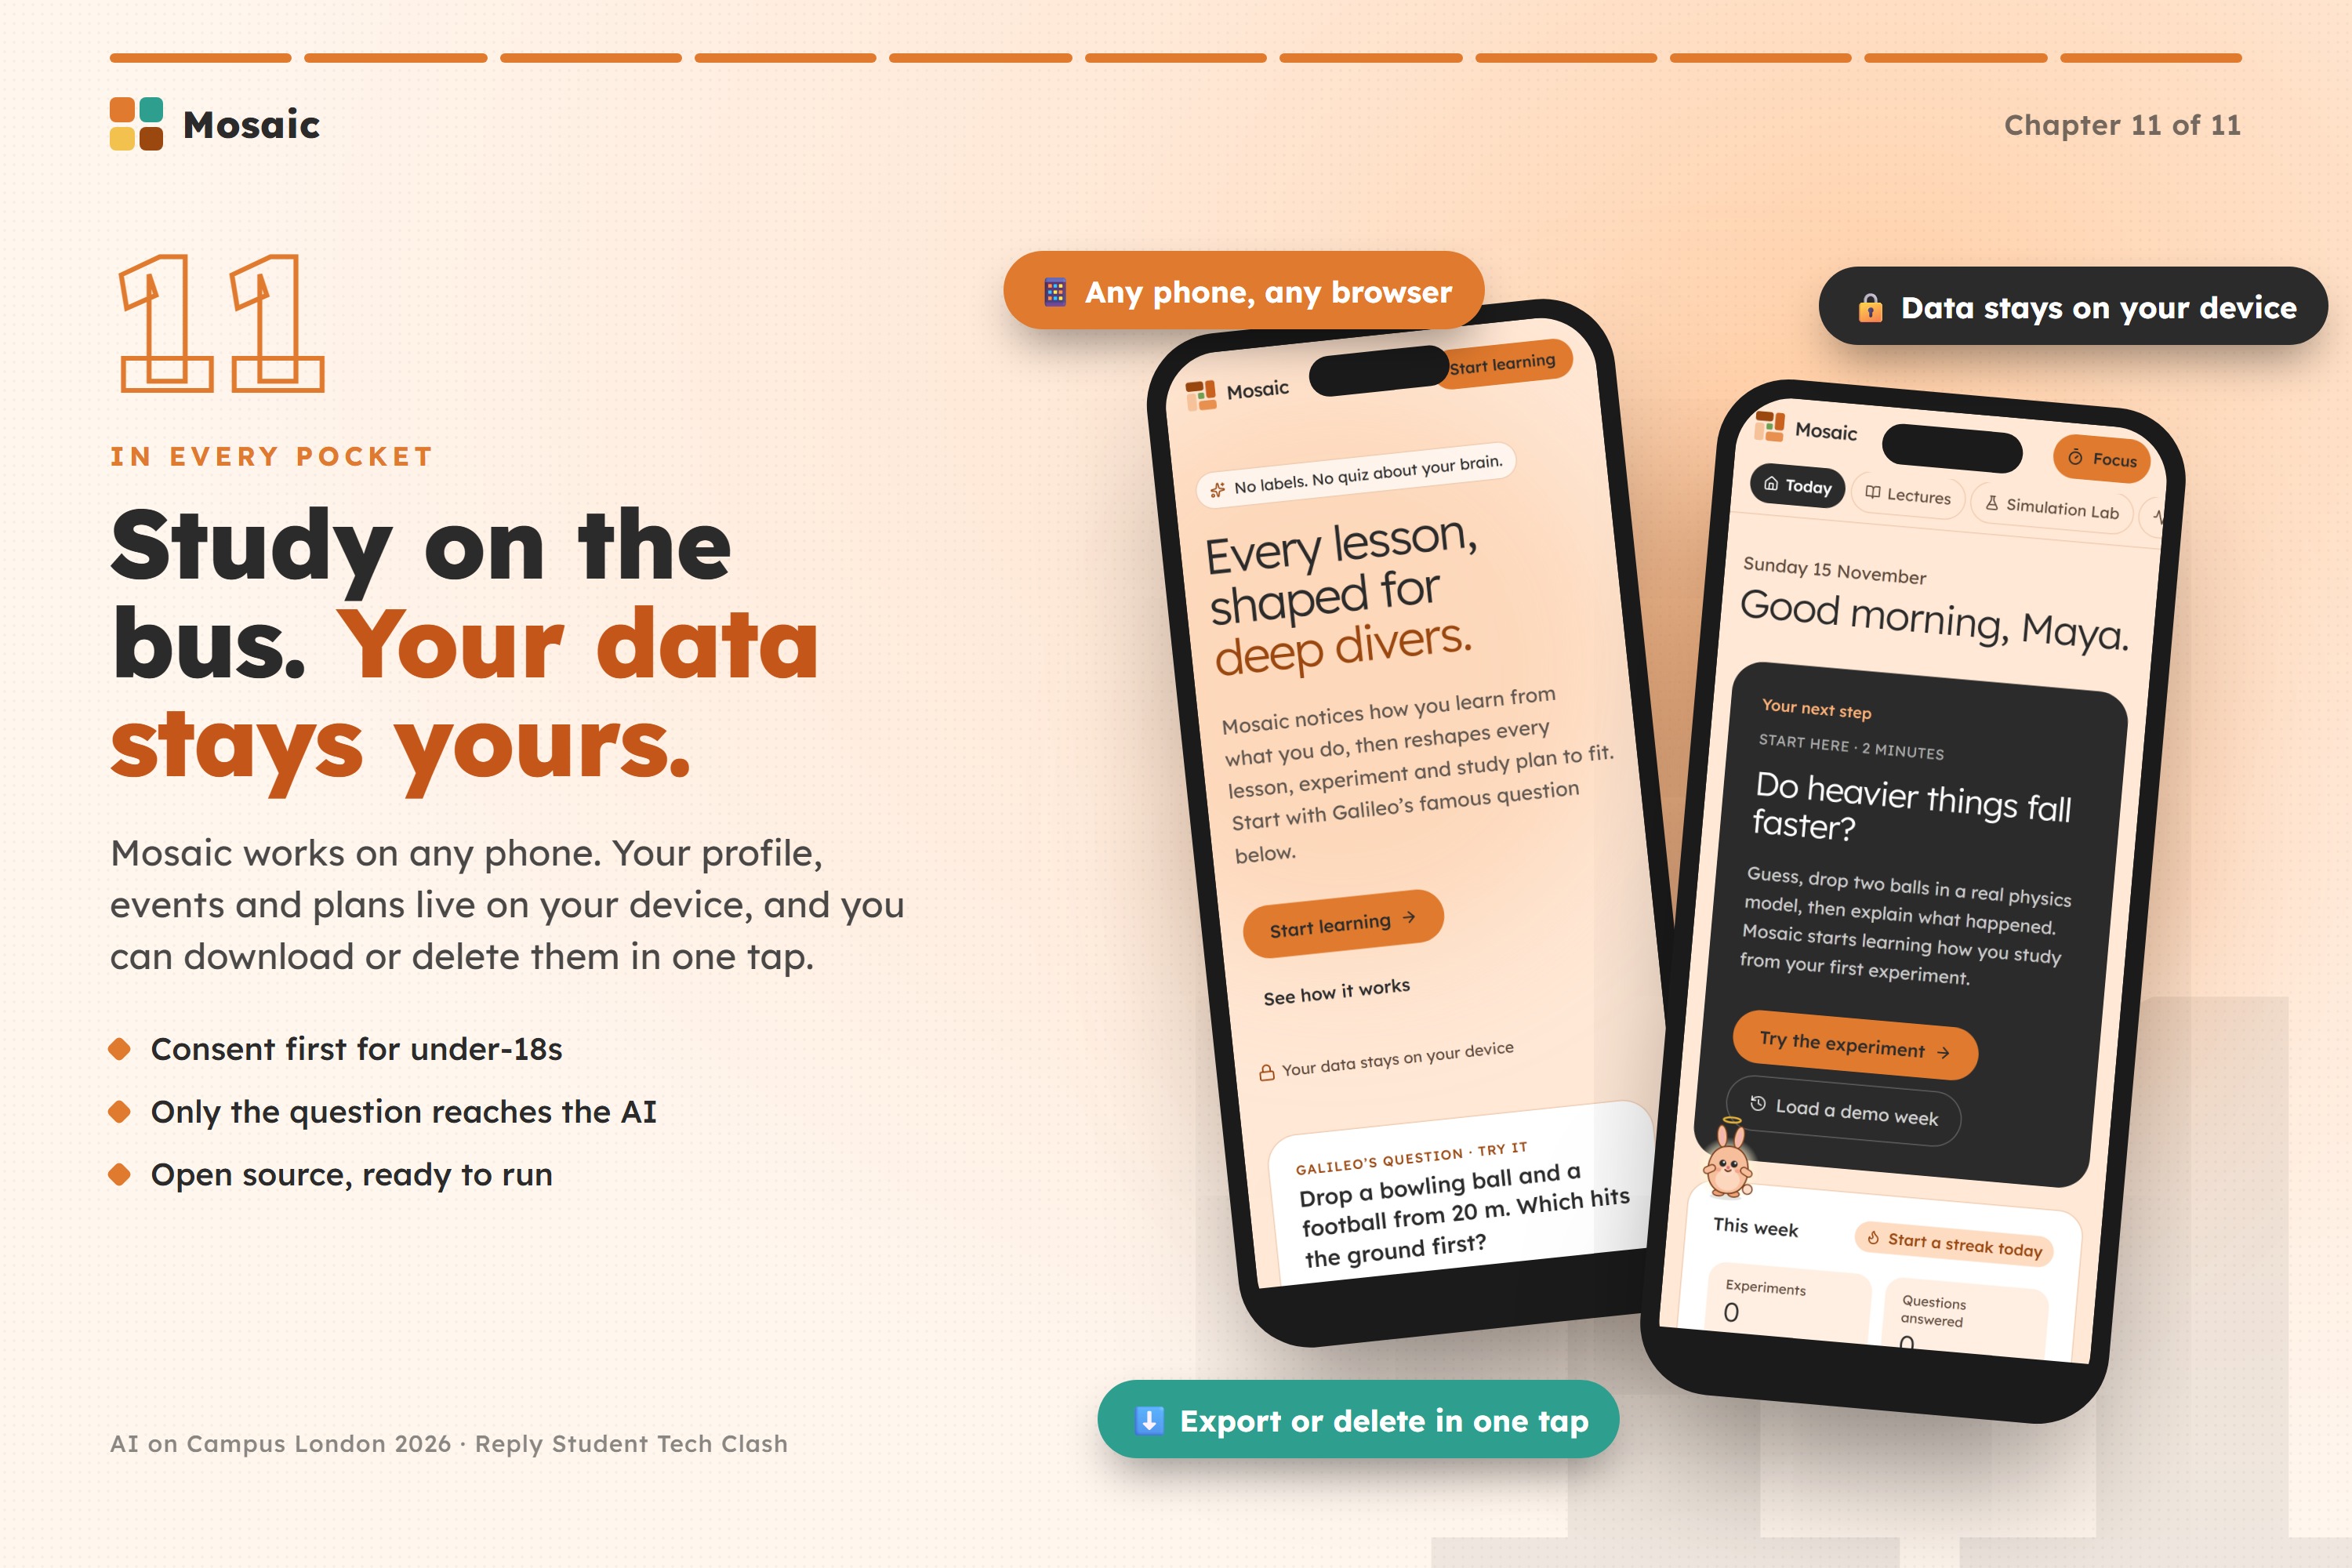 Mosaic
Chapter 11 of 11
11
IN EVERY POCKET
Study on the
bus. Your data
stays yours.
Mosaic works on any phone. Your profile,
events and plans live on your device, and you
can download or delete them in one tap.
Consent first for under-18s
Only the question reaches the AI
Open source, ready to run
AI on Campus London 2026 · Reply Student Tech Clash
Any phone, any browser
Mosaic
Start learning
No labels. No quiz about your brain.
Every lesson,
shaped for
deep divers.
Mosaic notices how you learn from
what you do, then reshapes every
lesson, experiment and study plan to fit.
Start with Galileo’s famous question
below.
Start learning
See how it works
Your data stays on your device
GALILEO’S QUESTION · TRY IT
Drop a bowling ball and a
football from 20 m. Which hits
the ground first?
Export or delete in one tap
Data stays on your device
Mosaic
Focus
Today
Lectures
Simulation Lab
Sunday 15 November
Good morning, Maya.
Your next step
START HERE · 2 MINUTES
Do heavier things fall
faster?
Guess, drop two balls in a real physics
model, then explain what happened.
Mosaic starts learning how you study
from your first experiment.
Try the experiment
Load a demo week
This week
Start a streak today
Experiments
0
Questions
answered
0
11